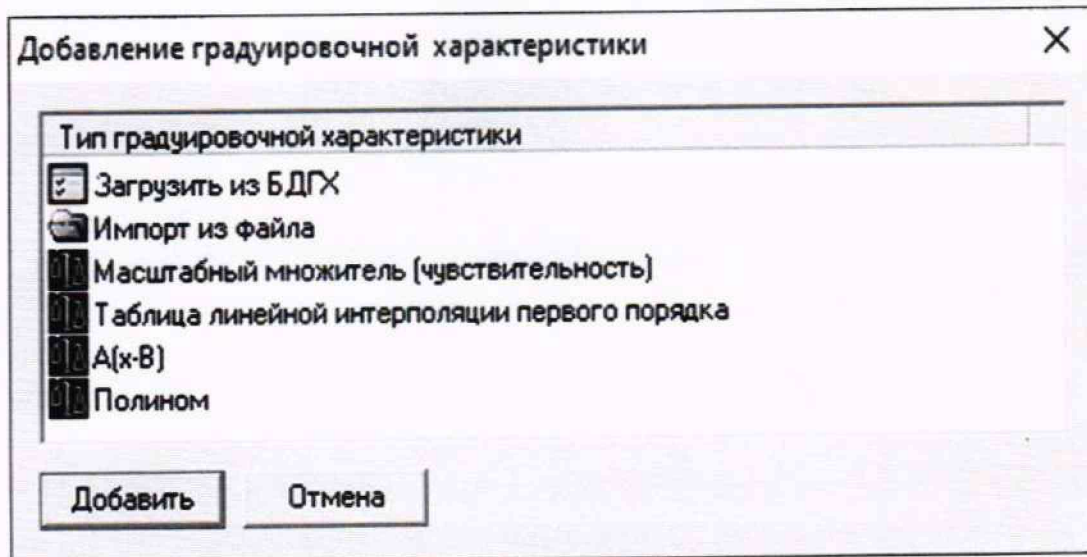 Добавление градуировочной характеристики
Тип градуировочной характеристики
Загрузить из БДГХ
Импорт из файла
Масштабный множитель (чувствительность)
Таблица линейной интерполяции первого порядка
A(x-B)
Полином
Добавить Отмена